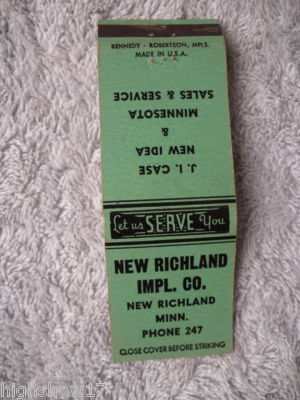 KENNEDY - ROBERTSON, MPLS.
MADE IN U.S.A.
J. I. CASE
NEW IDEA
&
MINNESOTA
SALES & SERVICE
Let us SERVE You
NEW RICHLAND
IMPL. CO.
NEW RICHLAND
MINN.
PHONE 247
CLOSE COVER BEFORE STRIKING
highshow17